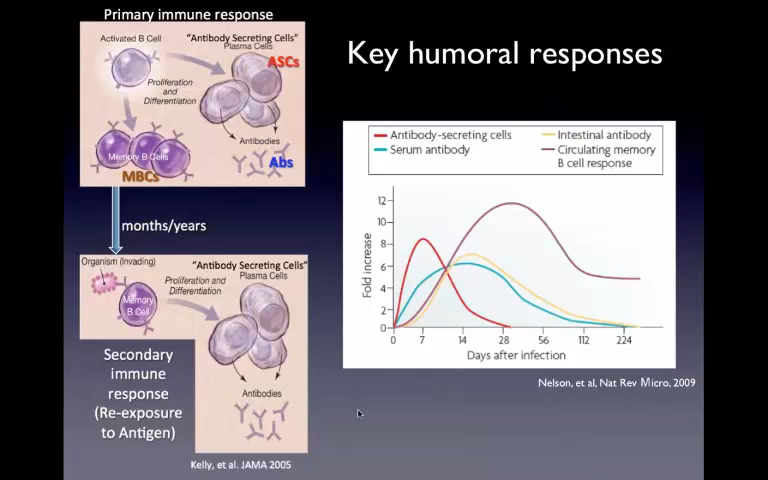 Primary immune response
Activated B Cell
"Antibody Secreting Cells"
Plasma Cells
ASCs
Proliferation
and
Differentiation
Antibodies
Memory B Cells
MBCs
Abs
months/years
Organism (Invading)
"Antibody Secreting Cells"
Plasma Cells
Proliferation and
Differentiation
Memory
B Cell
Secondary
immune
response
(Re-exposure
to Antigen)
Antibodies
Kelly, et al. JAMA 2005
Key humoral responses
Antibody-secreting cells
Serum antibody
Intestinal antibody
Circulating memory
B cell response
Fold increase
12
10
8
6
4
2
0
0 7 14 28 56 112 224
Days after infection
Nelson, et al, Nat Rev Micro, 2009